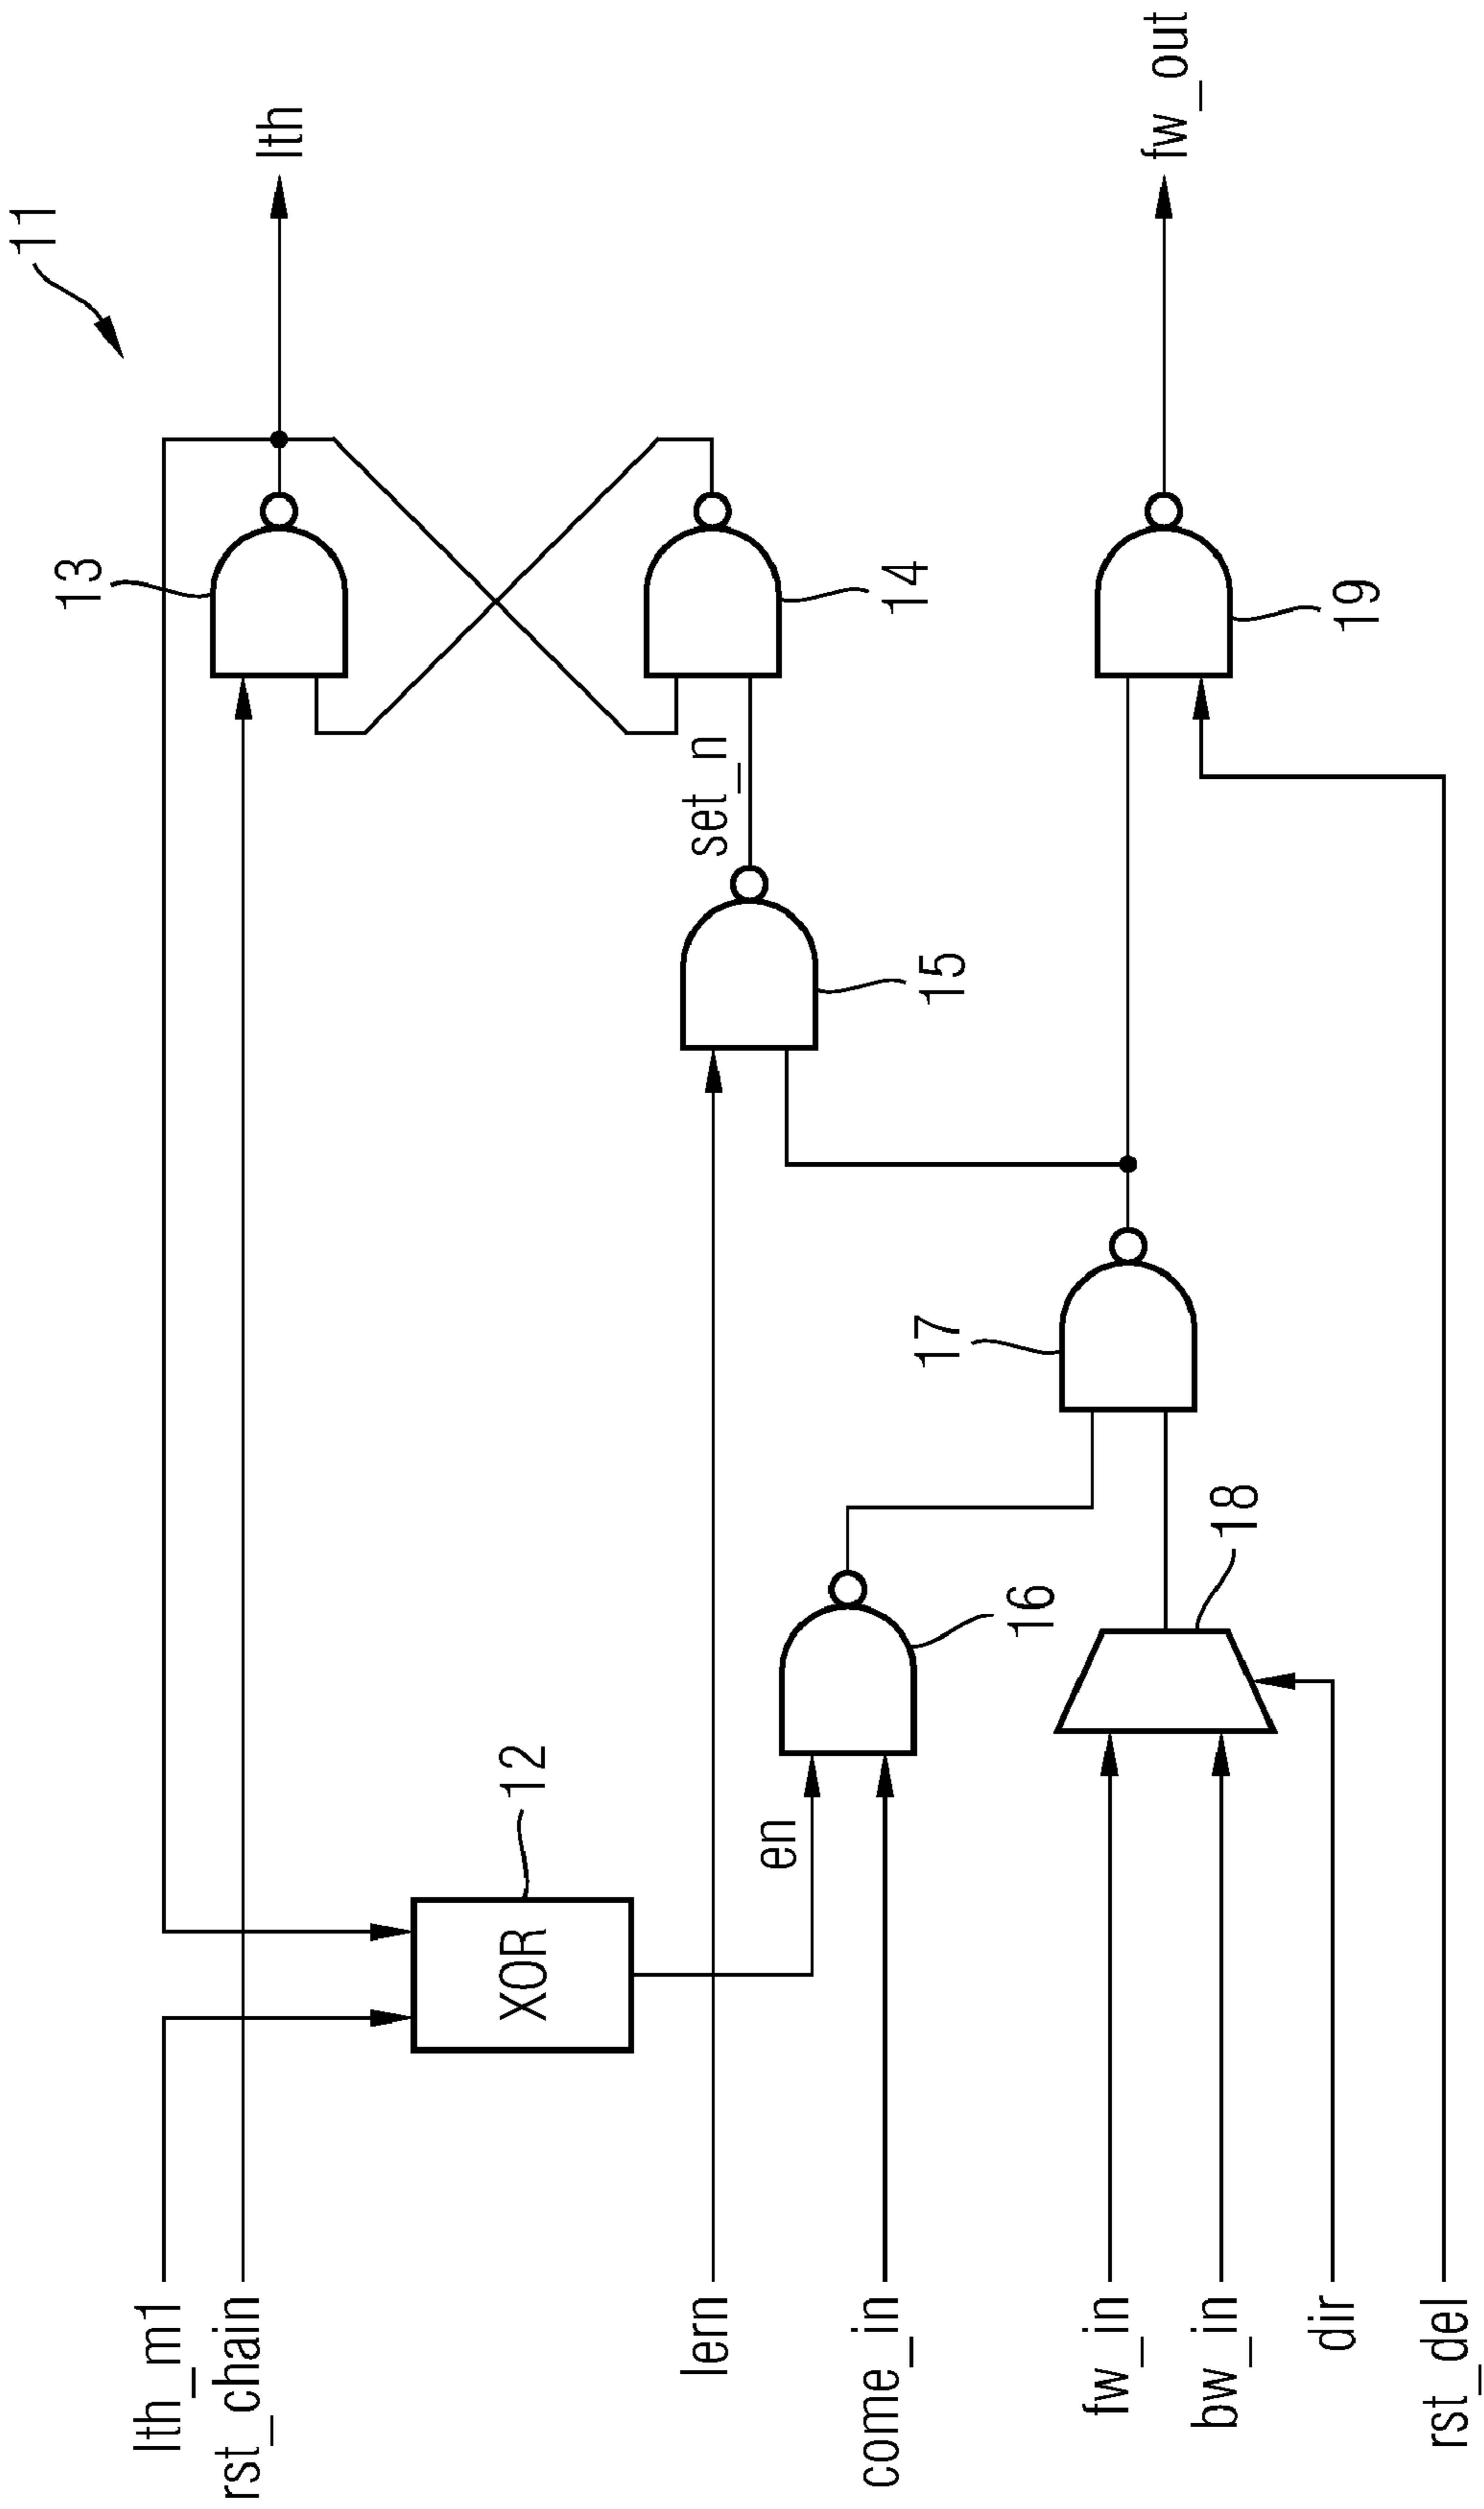 11
lth
fw_out
13
14
19
set_n
15
17
18
16
12
en
XOR
lth_m1
rst_chain
lern
come_in
fw_in
bw_in
dir
rst_del